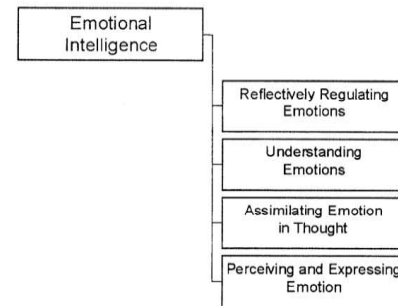 Emotional
Intelligence
Reflectively Regulating
Emotions
Understanding
Emotions
Assimilating Emotion
in Thought
Perceiving and Expressing
Emotion